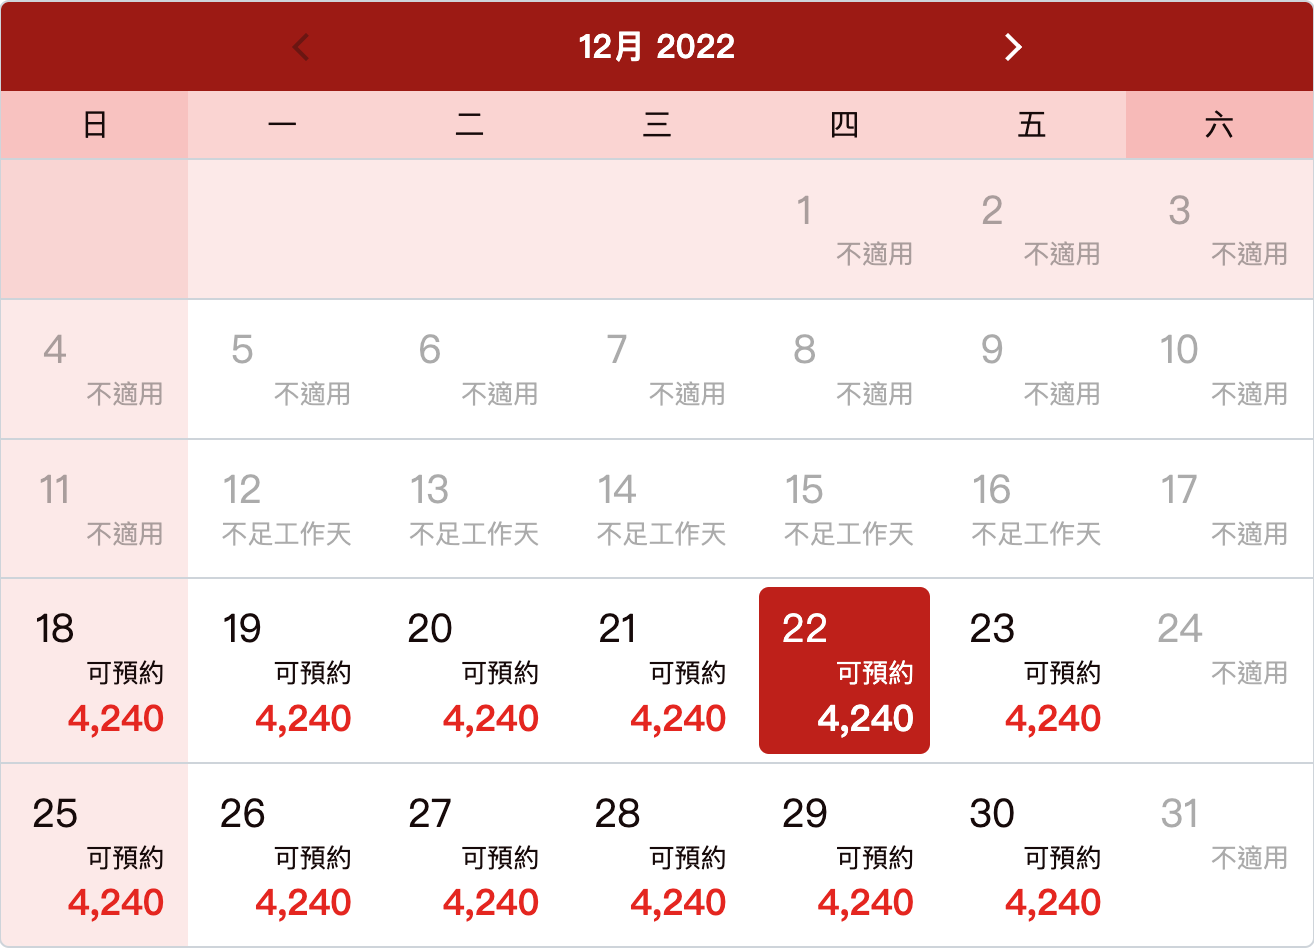 12月 2022
日 一 二 三 四 五 六
1 2 3
不適用 不適用 不適用
4 5 6 7 8 9 10
不適用 不適用 不適用 不適用 不適用 不適用 不適用
11 12 13 14 15 16 17
不適用 不足工作天 不足工作天 不足工作天 不足工作天 不足工作天 不適用
18 19 20 21 22 23 24
可預約 可預約 可預約 可預約 可預約 可預約 不適用
4,240 4,240 4,240 4,240 4,240 4,240
25 26 27 28 29 30 31
可預約 可預約 可預約 可預約 可預約 可預約 不適用
4,240 4,240 4,240 4,240 4,240 4,240